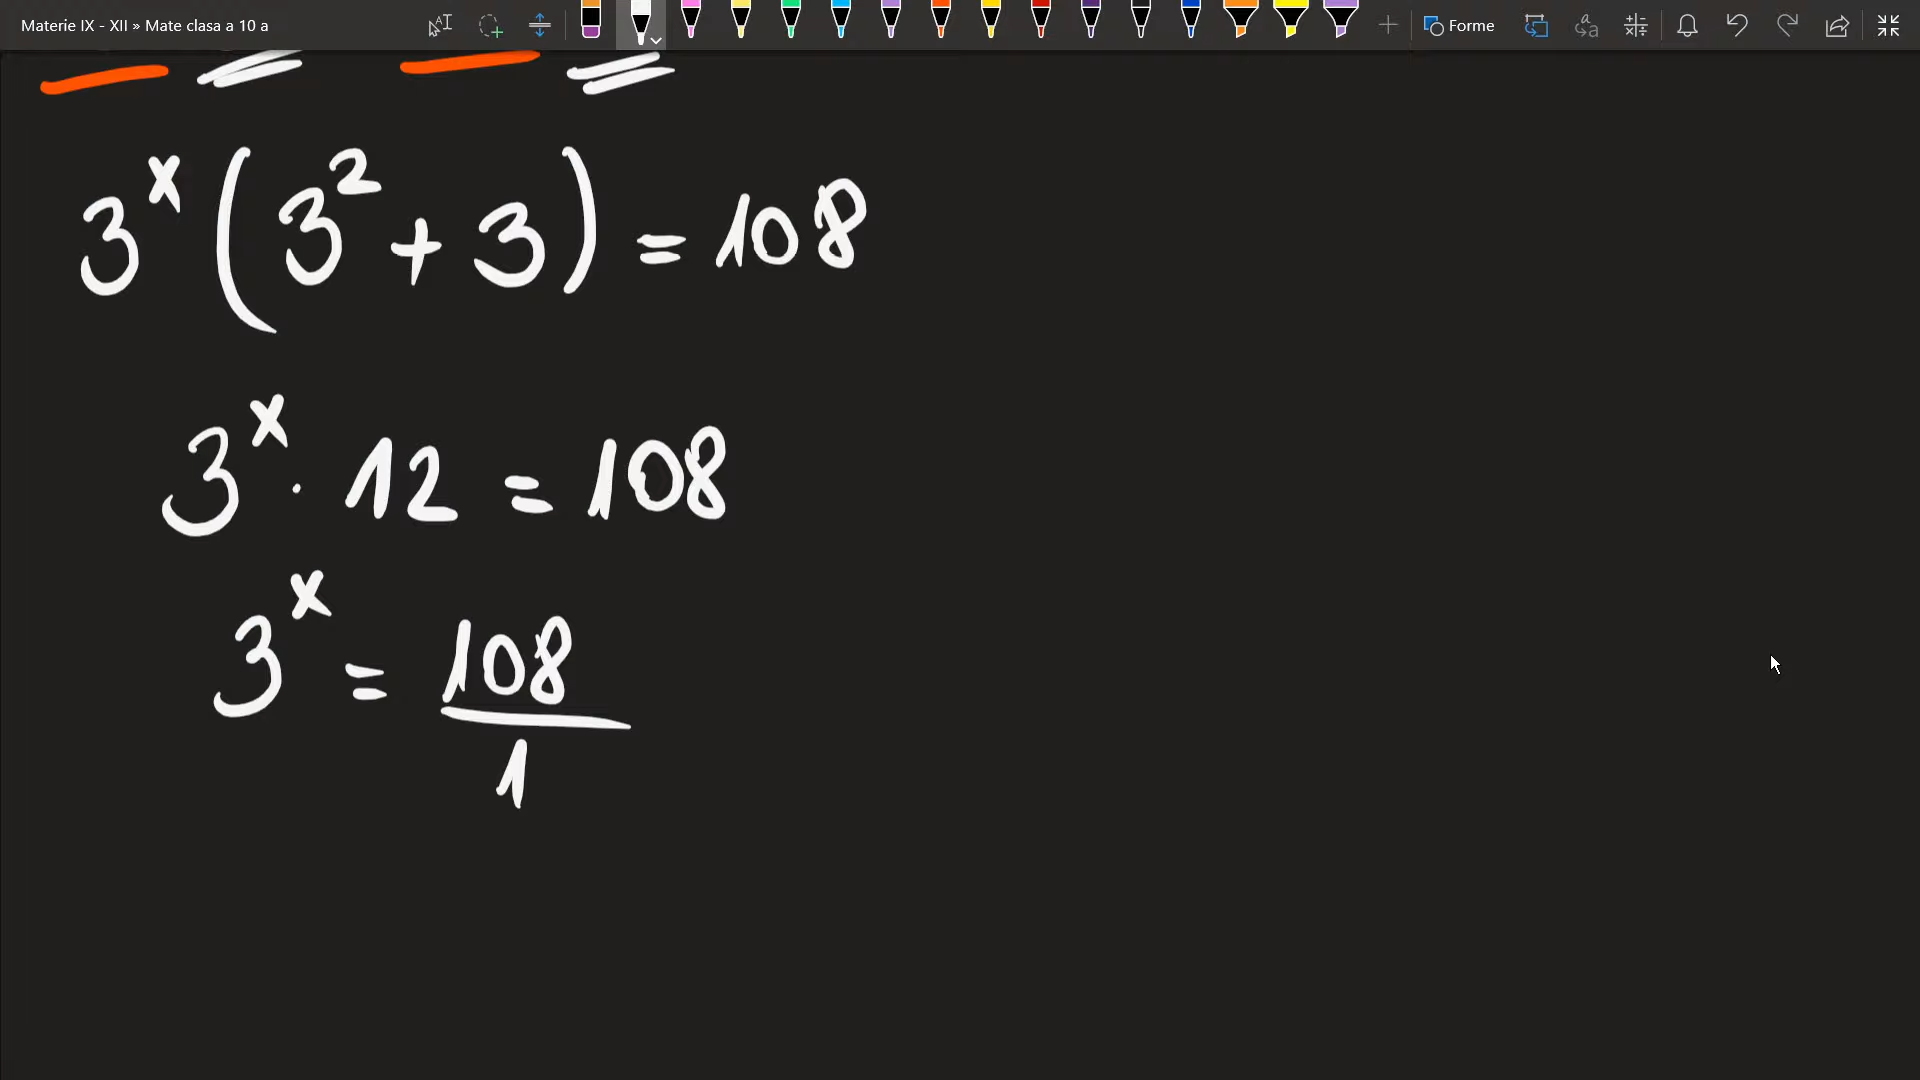 Materie IX - XII » Mate clasa a 10 a
Forme
3^x (3^2 + 3) = 108
3^x · 12 = 108
3^x = 108
1